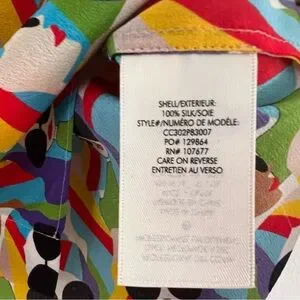 SHELL/EXTERIEUR:
100% SILK/SOIE
STYLE#/NUMÉRO DE MODÈLE:
CC302P83007
PO# 129864
RN# 107677
CARE ON REVERSE
ENTRETIEN AU VERSO